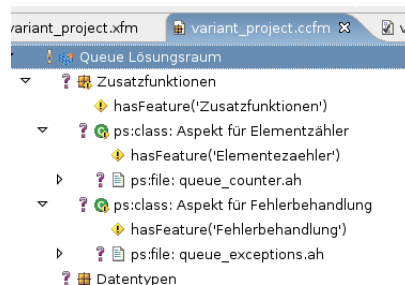 variant_project.xfm variant_project.ccfm
Queue Lösungsraum
? Zusatzfunktionen
hasFeature('Zusatzfunktionen')
? ps:class: Aspekt für Elementzähler
hasFeature('Elementezaehler')
? ps:file: queue_counter.ah
? ps:class: Aspekt für Fehlerbehandlung
hasFeature('Fehlerbehandlung')
? ps:file: queue_exceptions.ah
? Datentypen